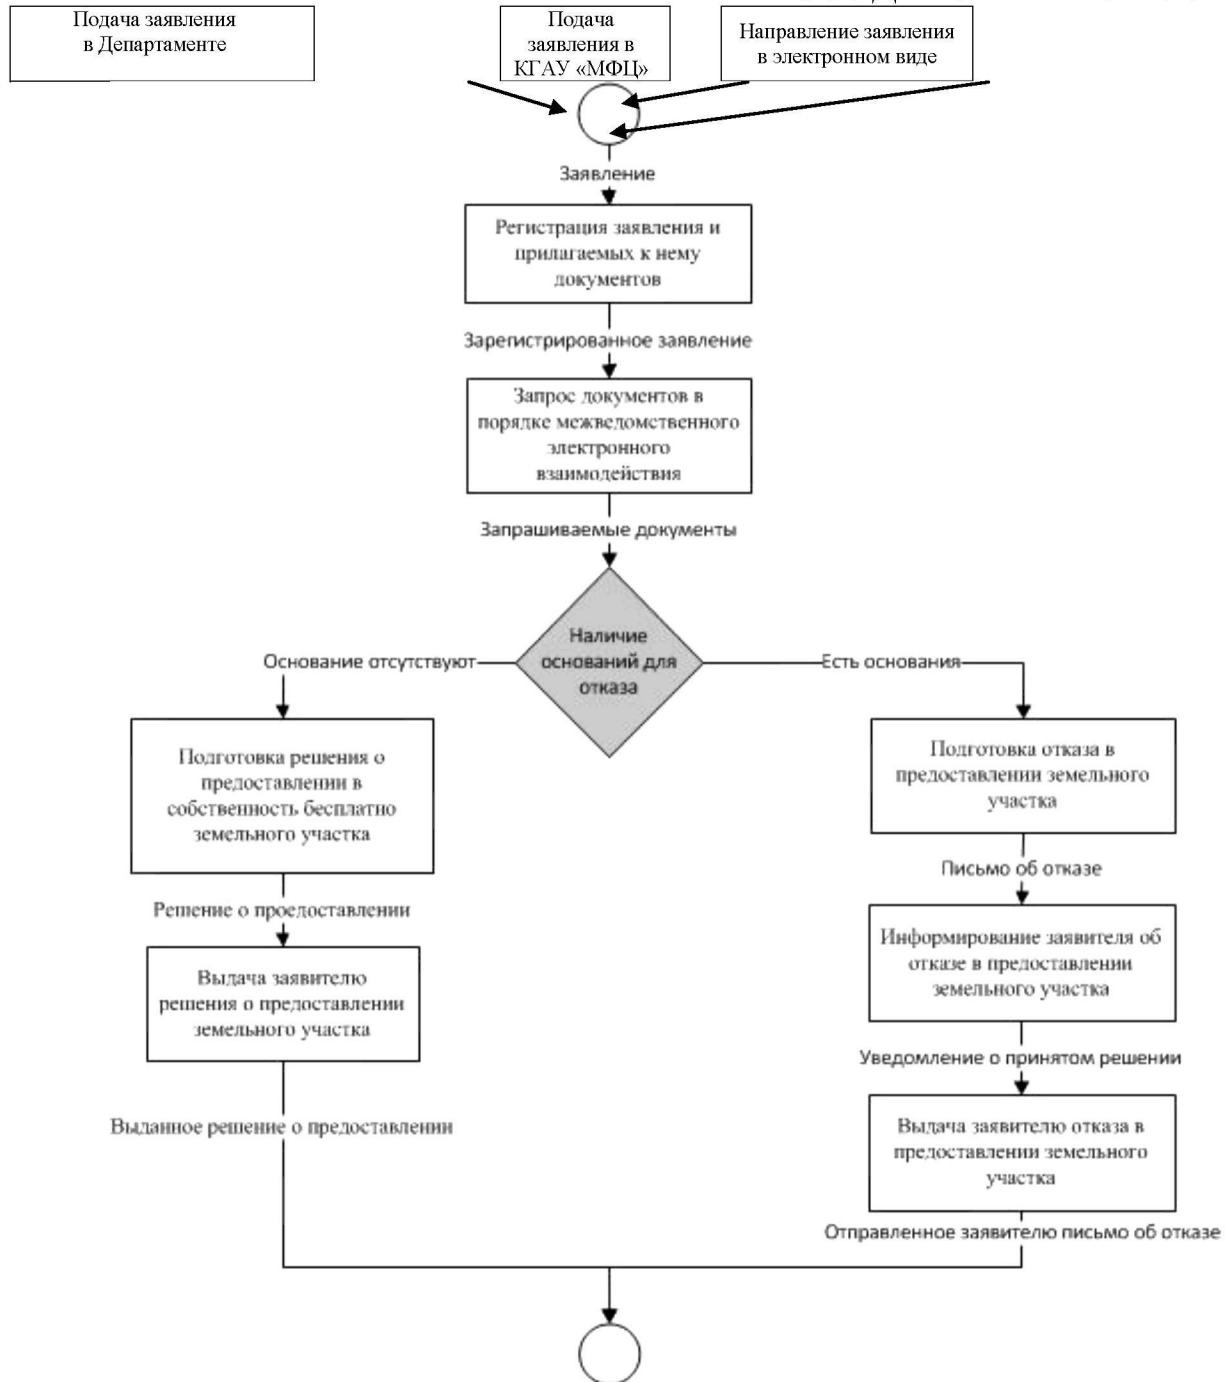 Подача заявления
в Департаменте
Подача
заявления в
КГАУ «МФЦ»
Направление заявления
в электронном виде
Заявление
Регистрация заявления и
прилагаемых к нему
документов
Зарегистрированное заявление
Запрос документов в
порядке межведомственного
электронного
взаимодействия
Запрашиваемые документы
Наличие
оснований для
отказа
Основание отсутствуют
Есть основания
Подготовка решения о
предоставлении в
собственность бесплатно
земельного участка
Решение о проедоставлении
Выдача заявителю
решения о предоставлении
земельного участка
Выданное решение о предоставлении
Подготовка отказа в
предоставлении земельного
участка
Письмо об отказе
Информирование заявителя об
отказе в предоставлении
земельного участка
Уведомление о принятом решении
Выдача заявителю отказа в
предоставлении земельного
участка
Отправленное заявителю письмо об отказе